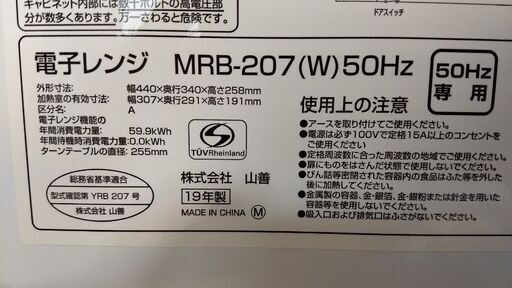 キャビネット内部には数千ボルトの高電圧部
分が数多くあります。万一さわると危険です。
ドアスイッチ
電子レンジ MRB-207(W)50Hz
50Hz
専用
外形寸法: 幅440×奥行340×高さ258mm
加熱室の有効寸法: 幅307×奥行291×高さ191mm
区分名: A
電子レンジ機能の
年間消費電力量: 59.9kWh
年間待機時消費電力量: 0.0kWh
ターンテーブルの直径: 255mm
TÜVRheinland
総務省基準適合
型式確認第 YRB 207 号
株式会社 山善
株式会社 山善
19年製
MADE IN CHINA M
使用上の注意
●アースを取り付けてご使用ください。
●電源は必ず100Vで定格15A以上のコンセントを
ご使用ください。
●定格周波数に合った周波数の地域でご使用ください。
●扉にものをはさんだ状態で使用しないでください。
●びん詰等密閉された容器内の食品はふた等を外した
後に加熱してください。
●金属製の容器、金・銀箔、金・銀粉または針金を用いた
容器等を使用しないでください。
●吸入口および排気口はふさがないでください。